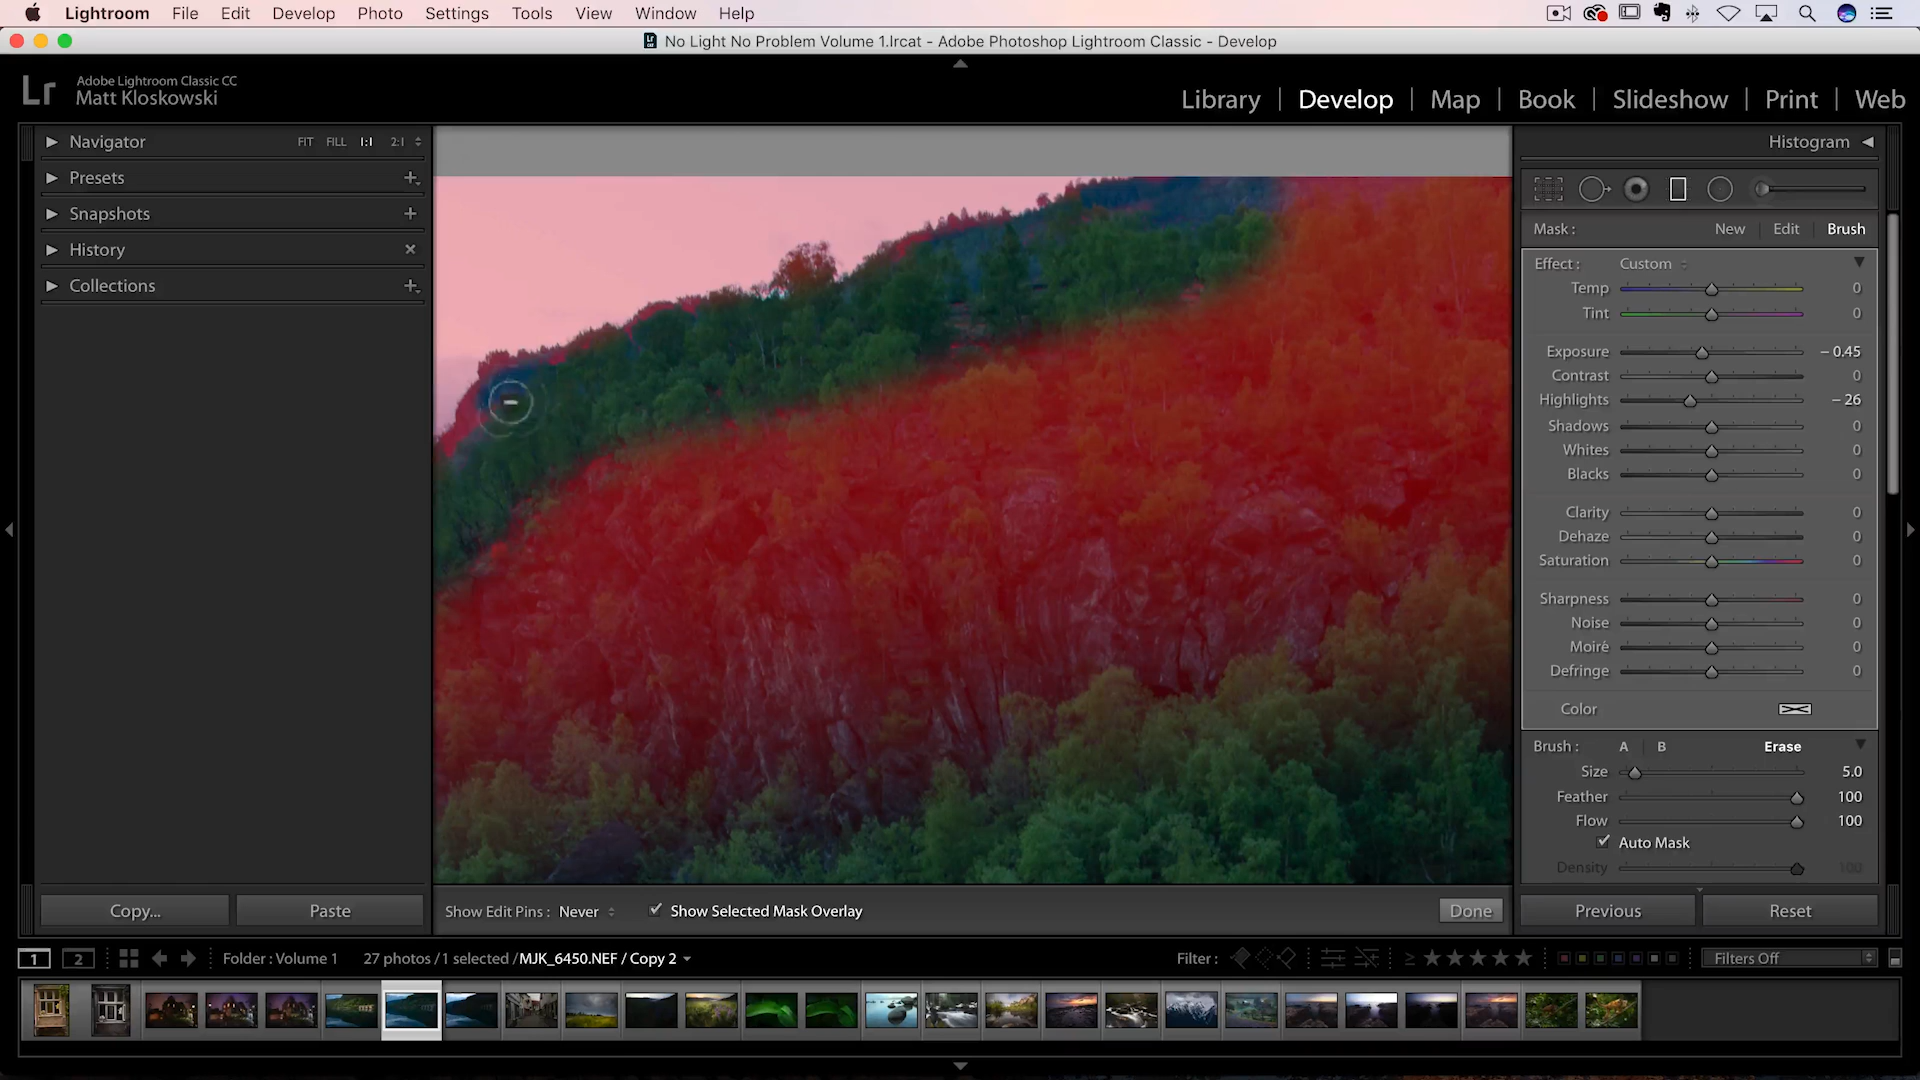 Lightroom File Edit Develop Photo Settings Tools View Window Help
No Light No Problem Volume 1.lrcat - Adobe Photoshop Lightroom Classic - Develop
Lr Adobe Lightroom Classic CC
Matt Kloskowski
Library | Develop | Map | Book | Slideshow | Print | Web
Navigator FIT FILL 1:1 2:1
Presets
Snapshots
History
Collections
Copy...
Paste
Show Edit Pins : Never
Show Selected Mask Overlay
Done
Histogram
Mask : New Edit Brush
Effect : Custom
Temp 0
Tint 0
Exposure – 0.45
Contrast 0
Highlights – 26
Shadows 0
Whites 0
Blacks 0
Clarity 0
Dehaze 0
Saturation 0
Sharpness 0
Noise 0
Moiré 0
Defringe 0
Color
Brush : A B Erase
Size 5.0
Feather 100
Flow 100
Auto Mask
Density 100
Previous
Reset
1 2 Folder : Volume 1 27 photos / 1 selected / MJK_6450.NEF / Copy 2 Filter : ≥ Filters Off